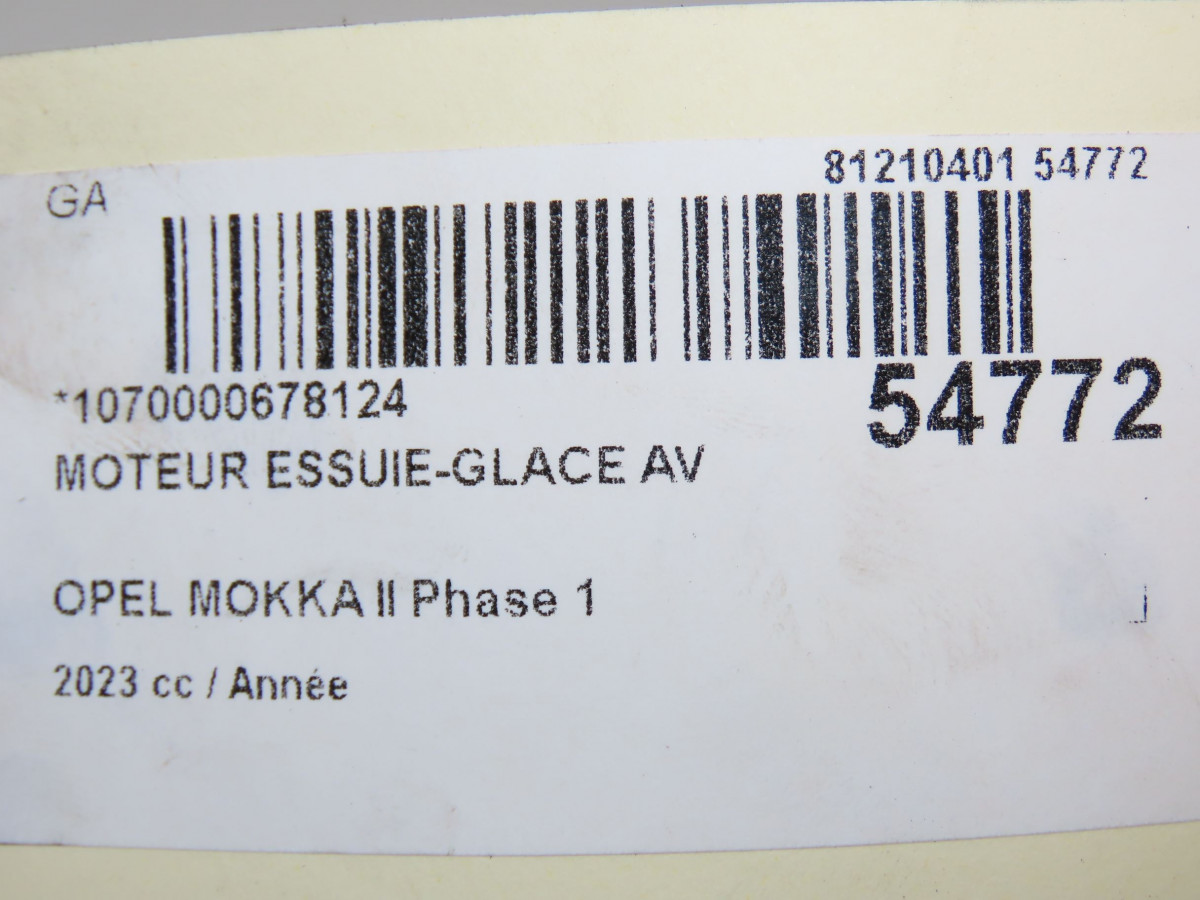 81210401 54772
GA
*1070000678124
54772
MOTEUR ESSUIE-GLACE AV
OPEL MOKKA II Phase 1
2023 cc / Année